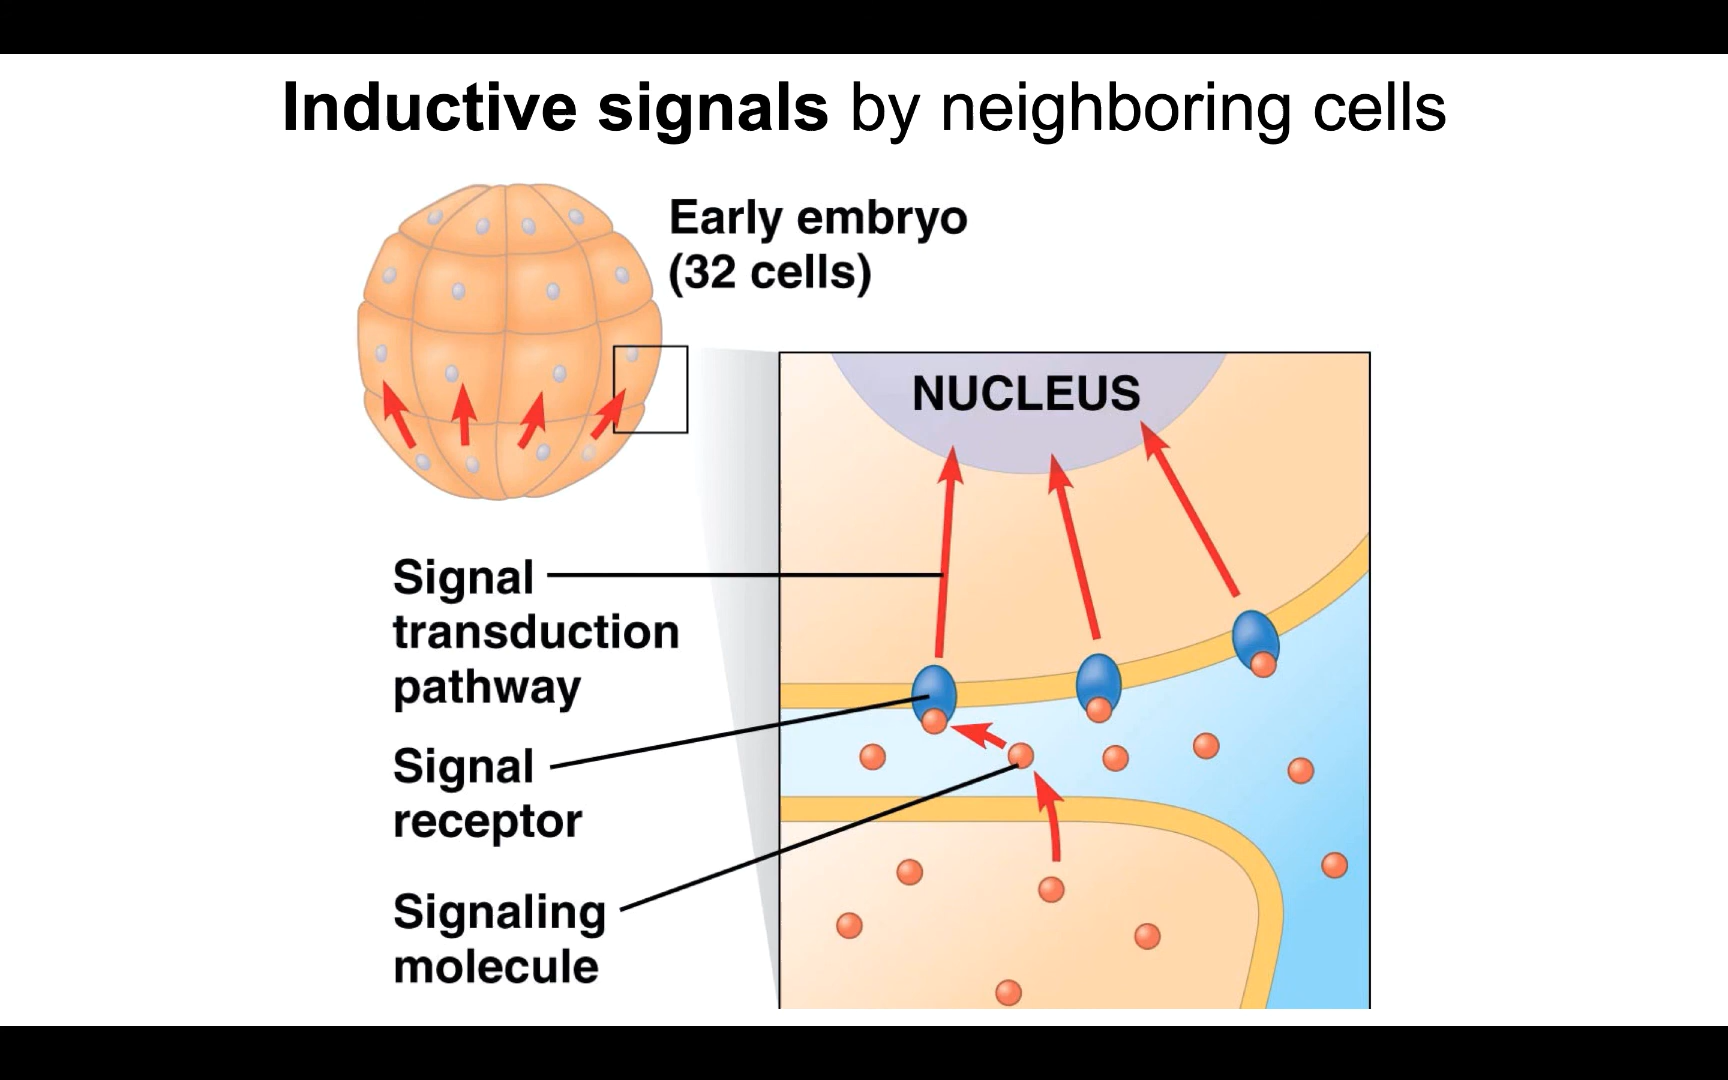 Inductive signals by neighboring cells
Early embryo
(32 cells)
NUCLEUS
Signal
transduction
pathway
Signal
receptor
Signaling
molecule